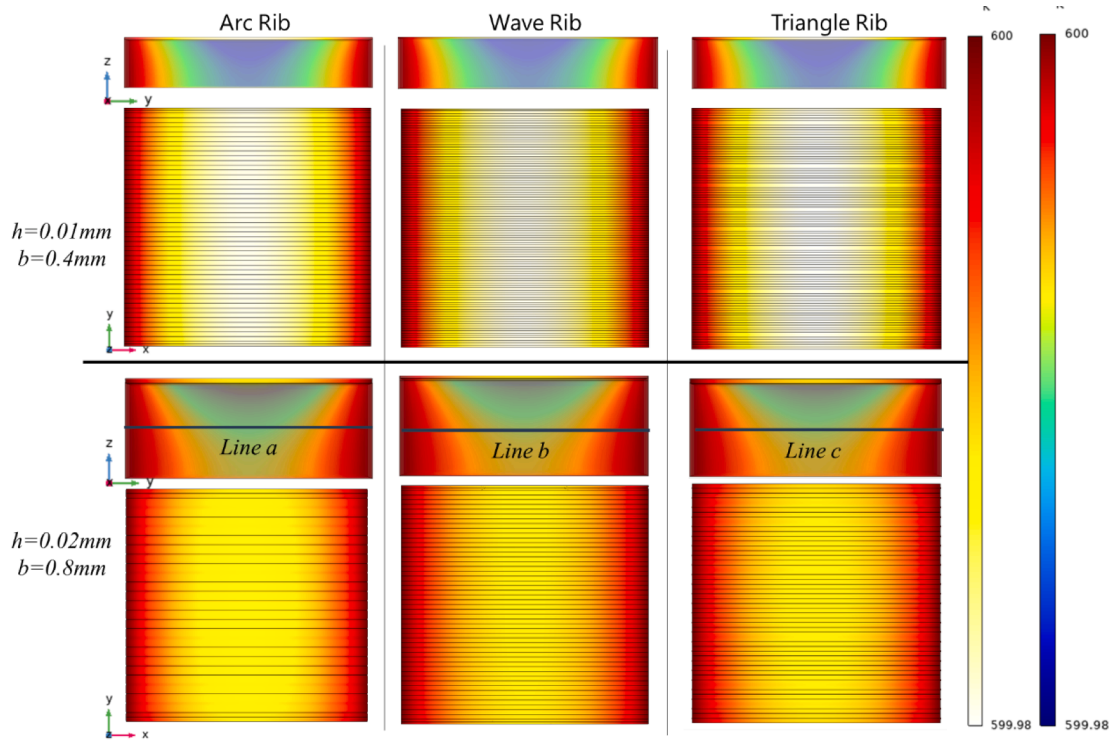 Arc Rib
Wave Rib
Triangle Rib
600
600
z
y
h=0.01mm
b=0.4mm
y
x
Line a
Line b
Line c
z
y
h=0.02mm
b=0.8mm
y
x
599.98
599.98